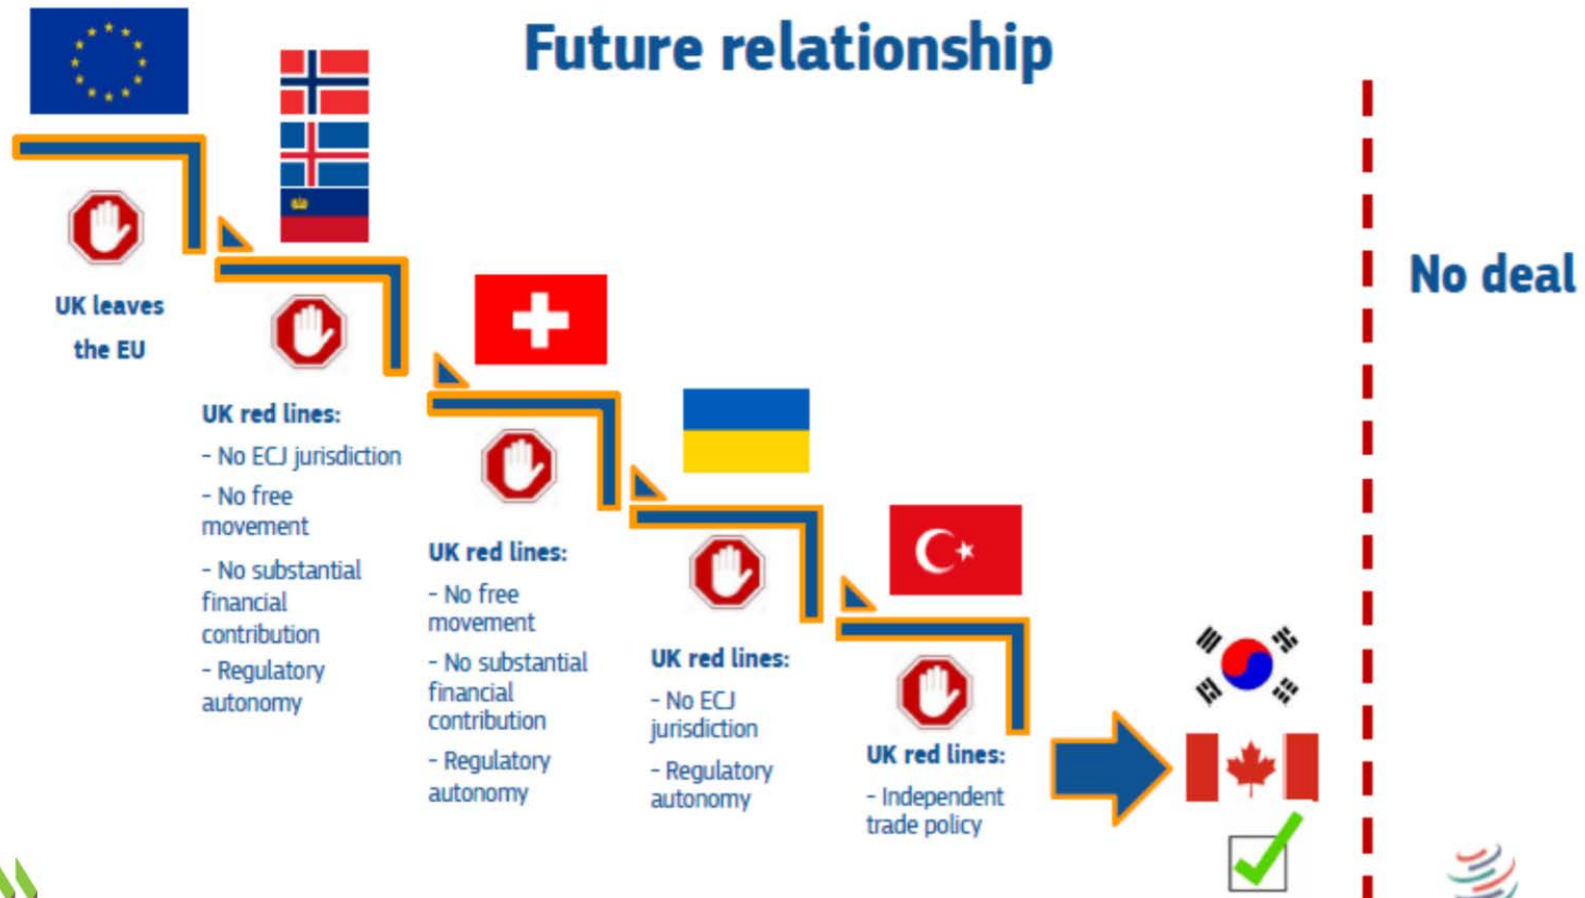 Future relationship
No deal
UK leaves
the EU
UK red lines:
- No ECJ jurisdiction
- No free
movement
- No substantial
financial
contribution
- Regulatory
autonomy
UK red lines:
- No free
movement
- No substantial
financial
contribution
- Regulatory
autonomy
UK red lines:
- No ECJ
jurisdiction
- Regulatory
autonomy
UK red lines:
- Independent
trade policy